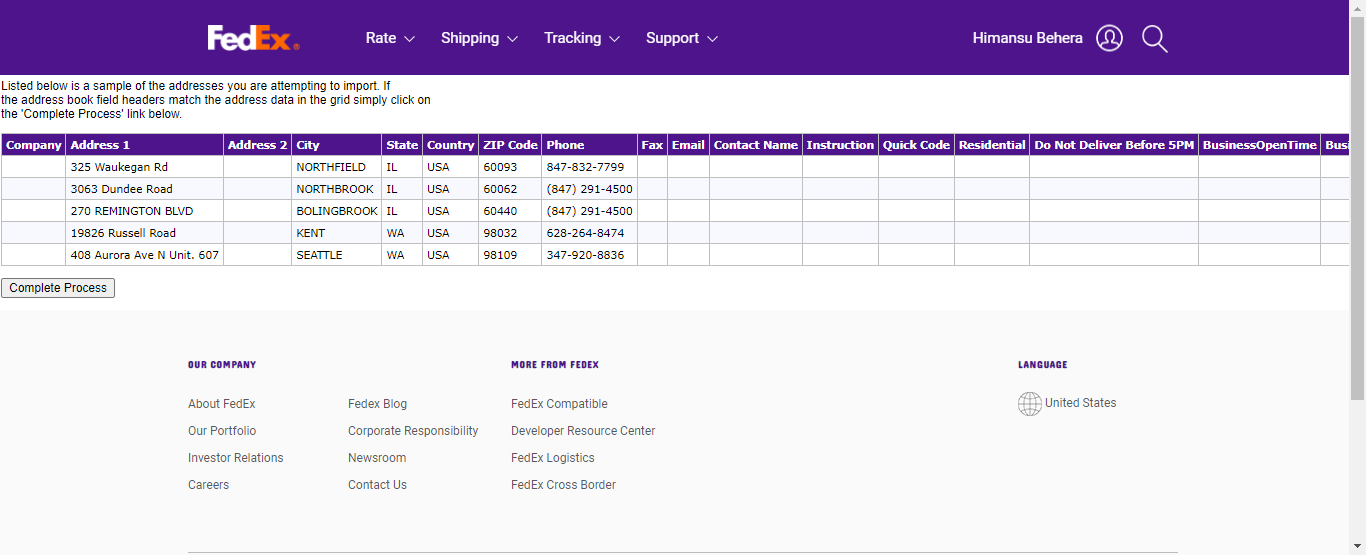 FedEx®
Rate Shipping Tracking Support Himansu Behera
Listed below is a sample of the addresses you are attempting to import. If
the address book field headers match the address data in the grid simply click on
the 'Complete Process' link below.
Company Address 1 Address 2 City State Country ZIP Code Phone Fax Email Contact Name Instruction Quick Code Residential Do Not Deliver Before 5PM BusinessOpenTime
325 Waukegan Rd NORTHFIELD IL USA 60093 847-832-7799
3063 Dundee Road NORTHBROOK IL USA 60062 (847) 291-4500
270 REMINGTON BLVD BOLINGBROOK IL USA 60440 (847) 291-4500
19826 Russell Road KENT WA USA 98032 628-264-8474
408 Aurora Ave N Unit. 607 SEATTLE WA USA 98109 347-920-8836
Complete Process
OUR COMPANY MORE FROM FEDEX LANGUAGE
About FedEx Fedex Blog FedEx Compatible United States
Our Portfolio Corporate Responsibility Developer Resource Center
Investor Relations Newsroom FedEx Logistics
Careers Contact Us FedEx Cross Border